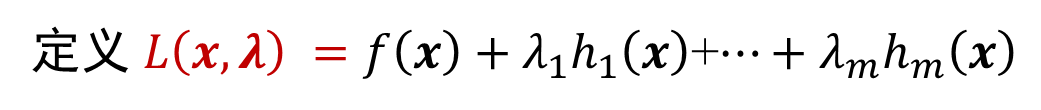 定义 L(x,λ) = f(x) + λ₁h₁(x)+⋯ + λₘhₘ(x)